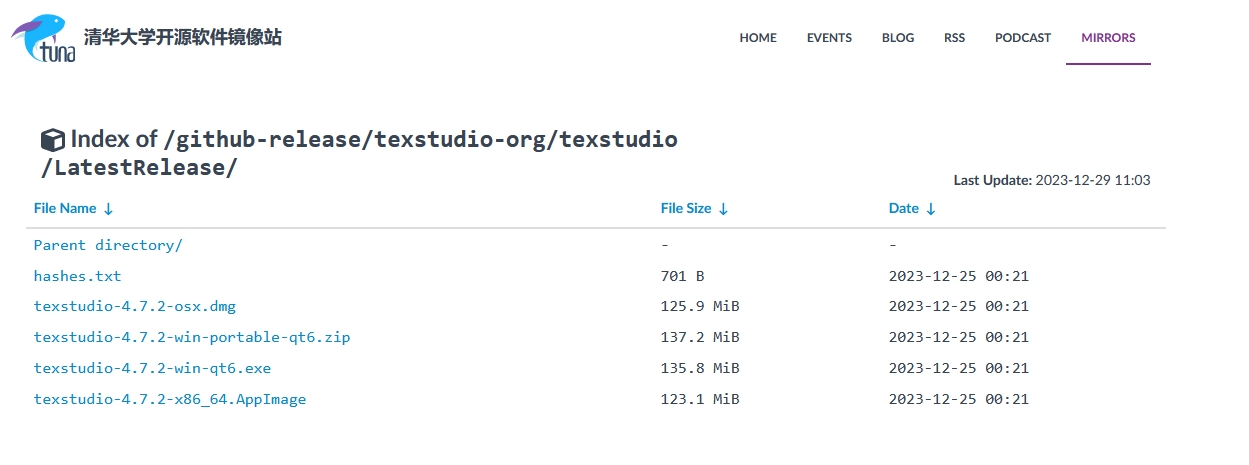 tuna 清华大学开源软件镜像站 HOME EVENTS BLOG RSS PODCAST MIRRORS
Index of /github-release/texstudio-org/texstudio
/LatestRelease/
Last Update: 2023-12-29 11:03
File Name ↓ File Size ↓ Date ↓
Parent directory/ - -
hashes.txt 701 B 2023-12-25 00:21
texstudio-4.7.2-osx.dmg 125.9 MiB 2023-12-25 00:21
texstudio-4.7.2-win-portable-qt6.zip 137.2 MiB 2023-12-25 00:21
texstudio-4.7.2-win-qt6.exe 135.8 MiB 2023-12-25 00:21
texstudio-4.7.2-x86_64.AppImage 123.1 MiB 2023-12-25 00:21